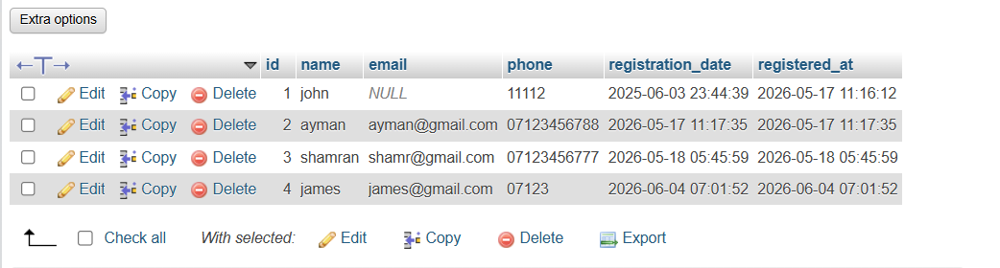 Extra options
id name email phone registration_date registered_at
Edit Copy Delete 1 john NULL 11112 2025-06-03 23:44:39 2026-05-17 11:16:12
Edit Copy Delete 2 ayman ayman@gmail.com 07123456788 2026-05-17 11:17:35 2026-05-17 11:17:35
Edit Copy Delete 3 shamran shamr@gmail.com 07123456777 2026-05-18 05:45:59 2026-05-18 05:45:59
Edit Copy Delete 4 james james@gmail.com 07123 2026-06-04 07:01:52 2026-06-04 07:01:52
Check all With selected: Edit Copy Delete Export